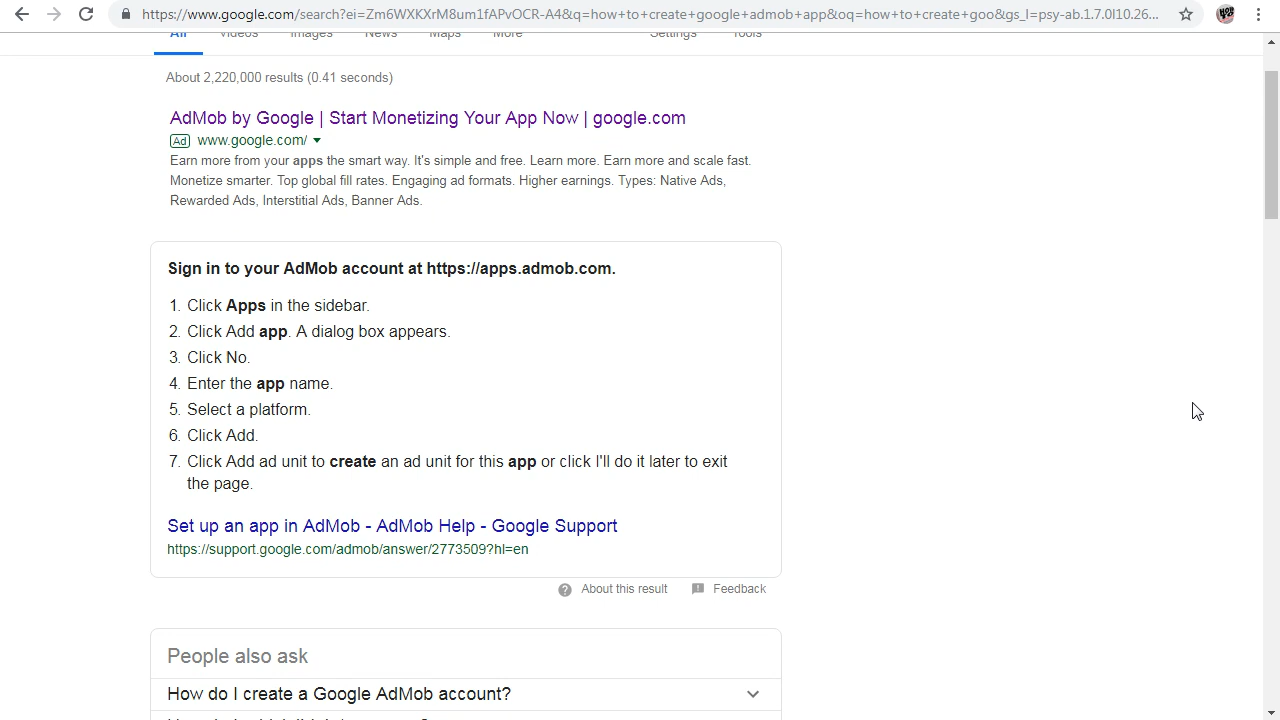 https://www.google.com/search?ei=Zm6WXKXrM8um1fAPvOCR-A4&q=how+to+create+google+admob+app&oq=how+to+create+goo&gs_l=psy-ab.1.7.0l10.26...
All Videos Images News Maps More Settings Tools
About 2,220,000 results (0.41 seconds)
AdMob by Google | Start Monetizing Your App Now | google.com
Ad www.google.com/
Earn more from your apps the smart way. It's simple and free. Learn more. Earn more and scale fast.
Monetize smarter. Top global fill rates. Engaging ad formats. Higher earnings. Types: Native Ads,
Rewarded Ads, Interstitial Ads, Banner Ads.
Sign in to your AdMob account at https://apps.admob.com.
1. Click Apps in the sidebar.
2. Click Add app. A dialog box appears.
3. Click No.
4. Enter the app name.
5. Select a platform.
6. Click Add.
7. Click Add ad unit to create an ad unit for this app or click I'll do it later to exit
the page.
Set up an app in AdMob - AdMob Help - Google Support
https://support.google.com/admob/answer/2773509?hl=en
About this result Feedback
People also ask
How do I create a Google AdMob account?